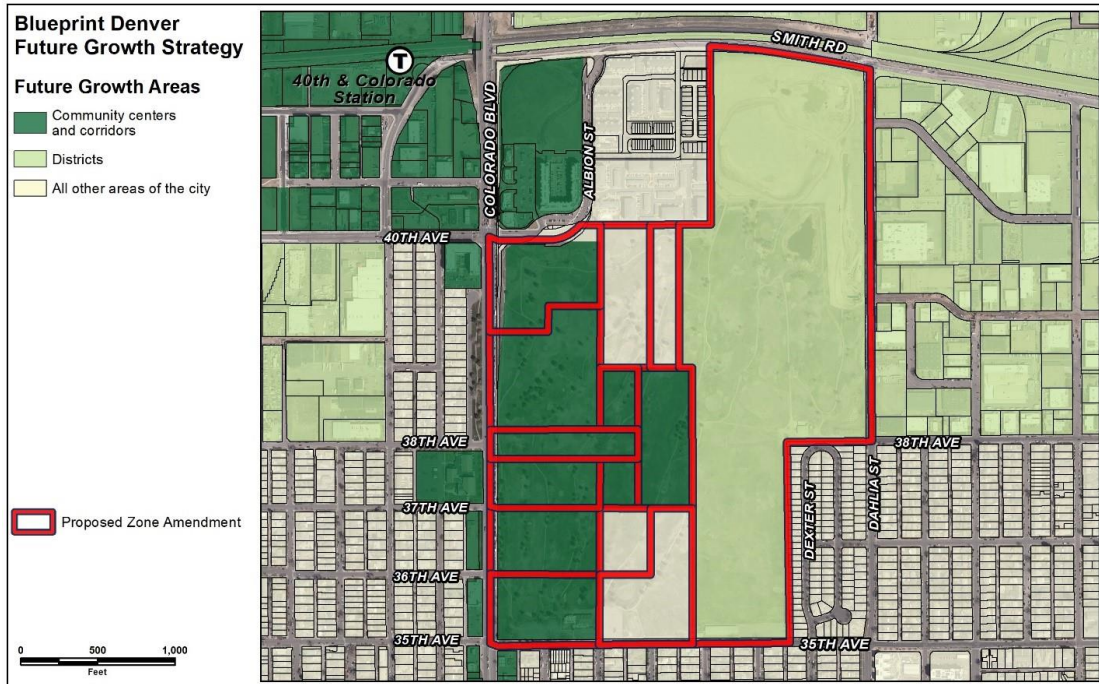 Blueprint Denver
Future Growth Strategy
Future Growth Areas
Community centers
and corridors
Districts
All other areas of the city
Proposed Zone Amendment
0 500 1,000
Feet
SMITH RD
T
40th & Colorado
Station
COLORADO BLVD
ALBION ST
40TH AVE
38TH AVE
38TH AVE
37TH AVE
DEXTER ST
DAHLIA ST
36TH AVE
35TH AVE
35TH AVE